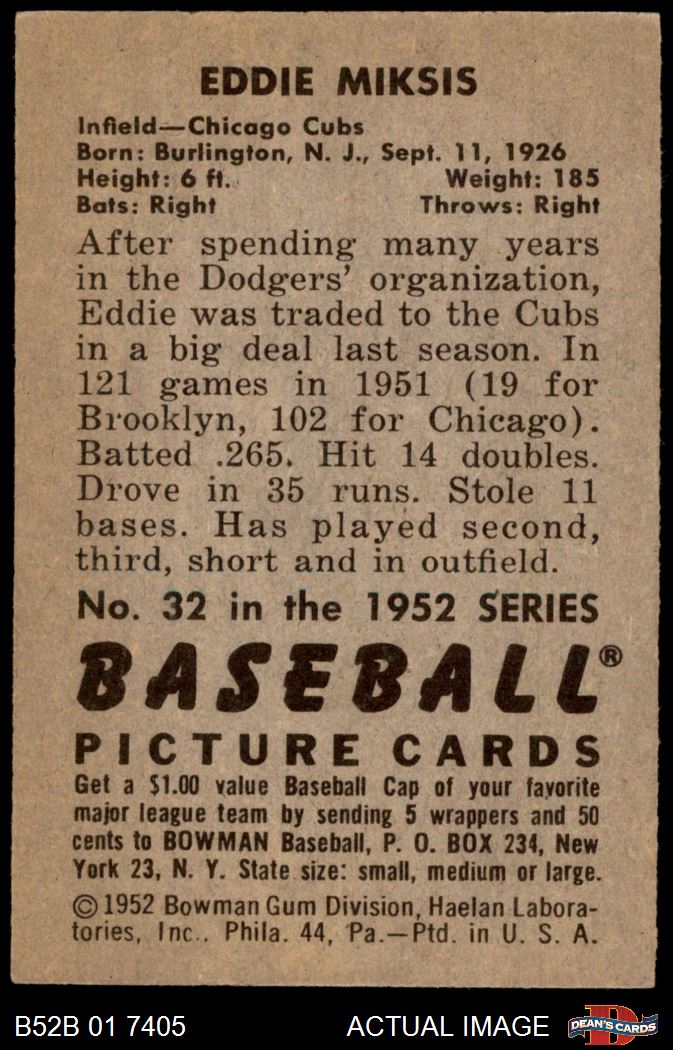 EDDIE MIKSIS
Infield—Chicago Cubs
Born: Burlington, N. J., Sept. 11, 1926
Height: 6 ft. Weight: 185
Bats: Right Throws: Right
After spending many years
in the Dodgers' organization,
Eddie was traded to the Cubs
in a big deal last season. In
121 games in 1951 (19 for
Brooklyn, 102 for Chicago).
Batted .265. Hit 14 doubles.
Drove in 35 runs. Stole 11
bases. Has played second,
third, short and in outfield.
No. 32 in the 1952 SERIES
BASEBALL®
PICTURE CARDS
Get a $1.00 value Baseball Cap of your favorite
major league team by sending 5 wrappers and 50
cents to BOWMAN Baseball, P. O. BOX 234, New
York 23, N. Y. State size: small, medium or large.
©1952 Bowman Gum Division, Haelan Labora-
tories, Inc.. Phila. 44, Pa.—Ptd. in U. S. A.
B52B 01 7405 ACTUAL IMAGE DEAN'S CARDS